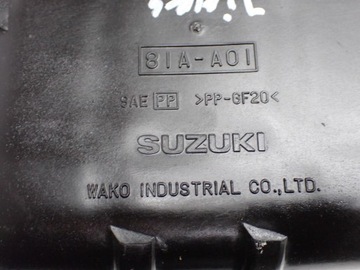 81A-A01
SAE PP >PP-GF20<
SUZUKI
WAKO INDUSTRIAL CO.,LTD.